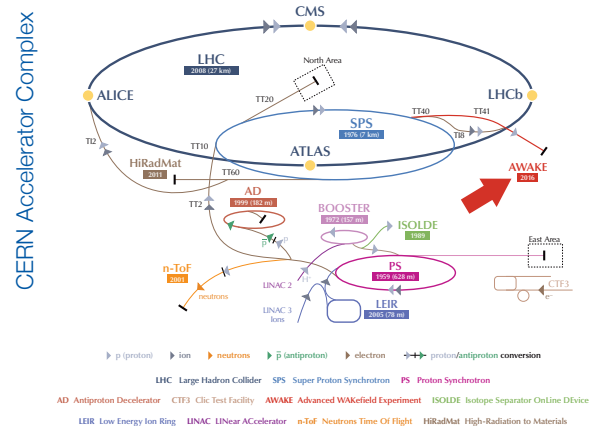 CERN Accelerator Complex
CMS
LHC
2008 (27 km)
North Area
ALICE
TT20
LHCb
TT40
TT41
SPS
1976 (7 km)
TI8
TI2
TT10
ATLAS
HiRadMat
2011
TT60
AWAKE
2016
AD
1999 (182 m)
TT2
BOOSTER
1972 (157 m)
ISOLDE
1989
p
p
East Area
n-ToF
2001
neutrons
H-
LINAC 2
PS
1959 (628 m)
CTF3
e-
LINAC 3
Ions
LEIR
2005 (78 m)
p (proton)
ion
neutrons
p̅ (antiproton)
electron
proton/antiproton conversion
LHC Large Hadron Collider
SPS Super Proton Synchrotron
PS Proton Synchrotron
AD Antiproton Decelerator
CTF3 Clic Test Facility
AWAKE Advanced WAKefield Experiment
ISOLDE Isotope Separator OnLine DEvice
LEIR Low Energy Ion Ring
LINAC LINear ACcelerator
n-ToF Neutrons Time Of Flight
HiRadMat High-Radiation to Materials